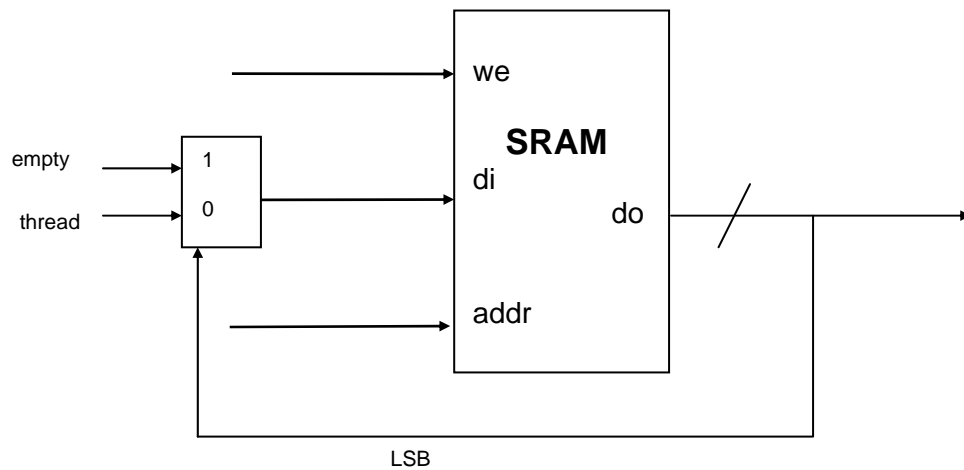 we
SRAM
empty
1
di
0
do
thread
addr
LSB